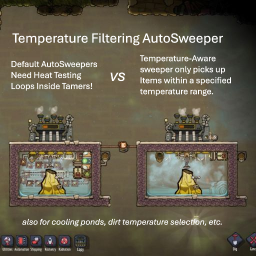 Temperature Filtering AutoSweeper
Default AutoSweepers
Need Heat Testing
Loops Inside Tamers!
VS
Temperature-Aware
sweeper only picks up
Items within a specified
temperature range.
also for cooling ponds, dirt temperature selection, etc.